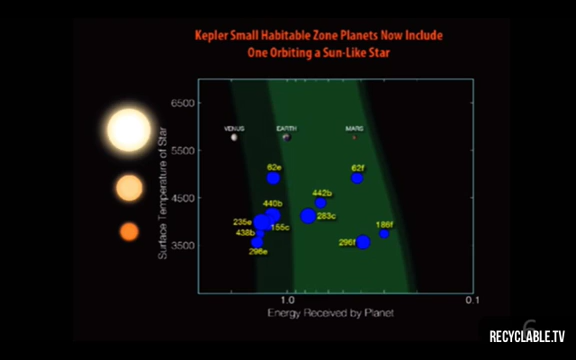 Kepler Small Habitable Zone Planets Now Include
One Orbiting a Sun-Like Star
6500
5500
4500
3500
Surface Temperature of Star
VENUS EARTH MARS
62e 62f
442b
440b
283c
235e
155c
186f
438b
296f
296e
1.0 0.1
Energy Received by Planet
6
RECYCLABLE.TV